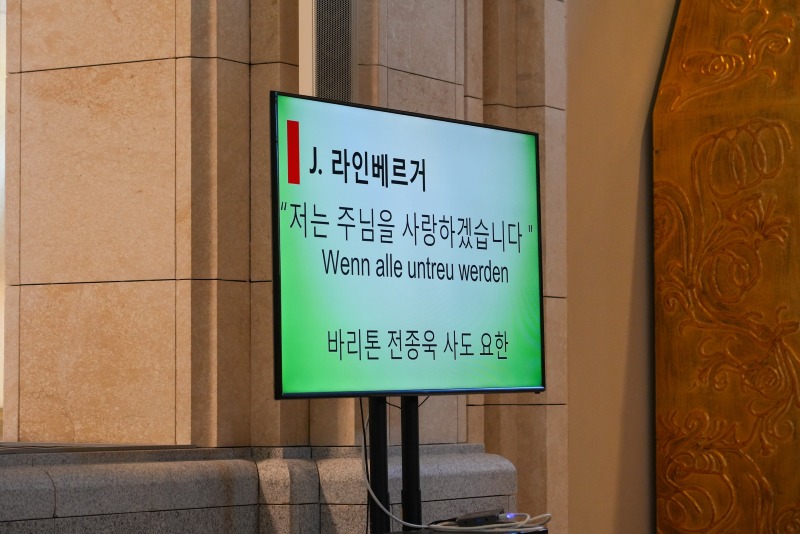 J. 라인베르거
“저는 주님을 사랑하겠습니다 "
Wenn alle untreu werden
바리톤 전종욱 사도 요한